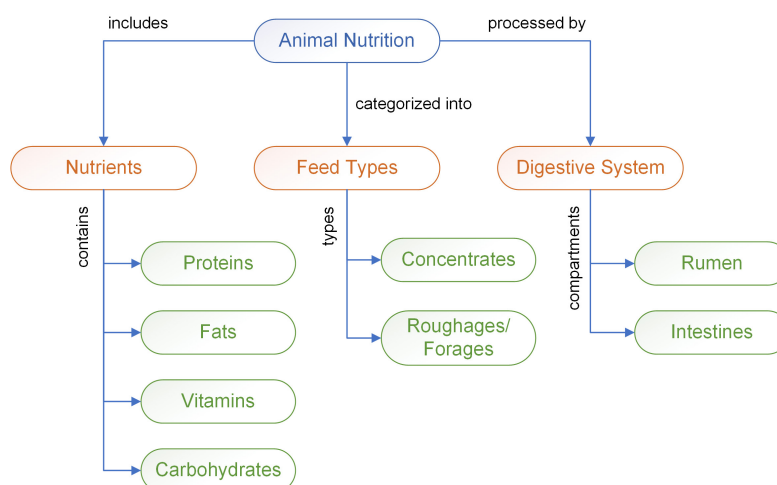 includes
Animal Nutrition
processed by
categorized into
Nutrients
Feed Types
Digestive System
contains
types
compartments
Proteins
Concentrates
Rumen
Fats
Roughages/
Forages
Intestines
Vitamins
Carbohydrates